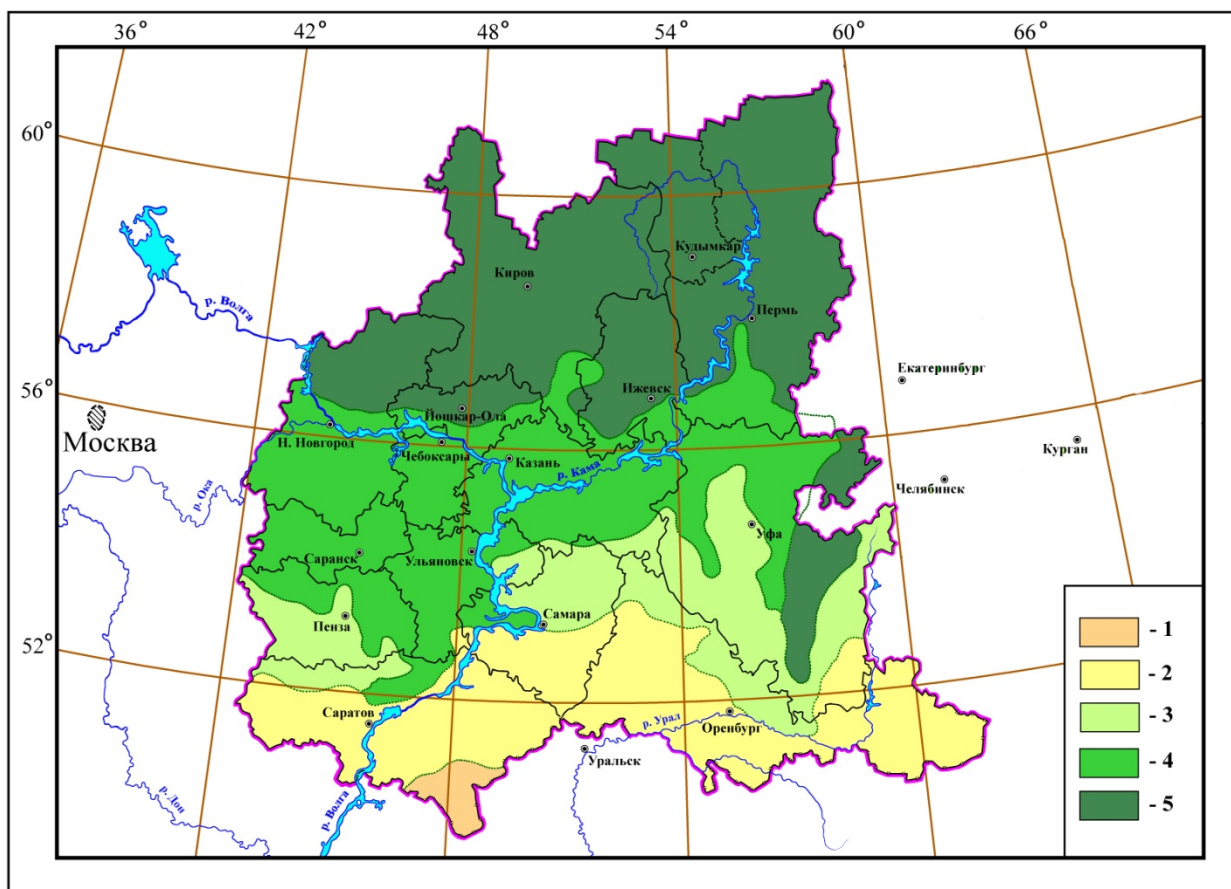 36°
42°
48°
54°
60°
66°
60°
56°
52°
Кудымкар
Киров
р. Волга
Пермь
Екатеринбург
Ижевск
Йошкар-Ола
Москва
Н. Новгород
Чебоксары
Казань
р. Кама
Курган
Челябинск
р. Ока
Уфа
Саранск
Ульяновск
Самара
Пенза
Саратов
р. Урал
Оренбург
Уральск
р. Дон
р. Волга
- 1
- 2
- 3
- 4
- 5